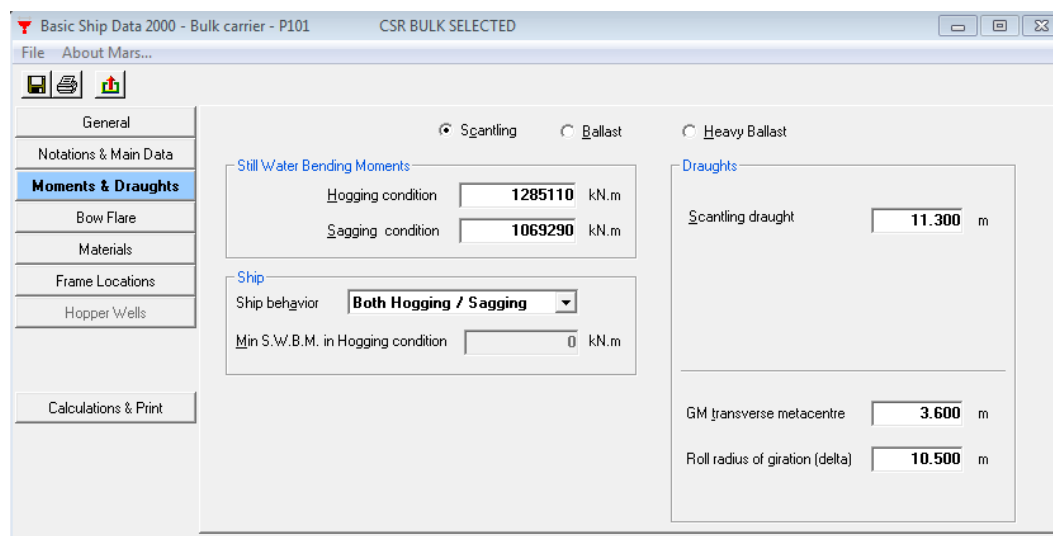 Basic Ship Data 2000 - Bulk carrier - P101 CSR BULK SELECTED
File About Mars...
General
Notations & Main Data
Moments & Draughts
Bow Flare
Materials
Frame Locations
Hopper Wells
Calculations & Print
Scantling Ballast Heavy Ballast
Still Water Bending Moments
Hogging condition 1285110 kN.m
Sagging condition 1069290 kN.m
Ship
Ship behavior Both Hogging / Sagging
Min S.W.B.M. in Hogging condition 0 kN.m
Draughts
Scantling draught 11.300 m
GM transverse metacentre 3.600 m
Roll radius of giration (delta) 10.500 m